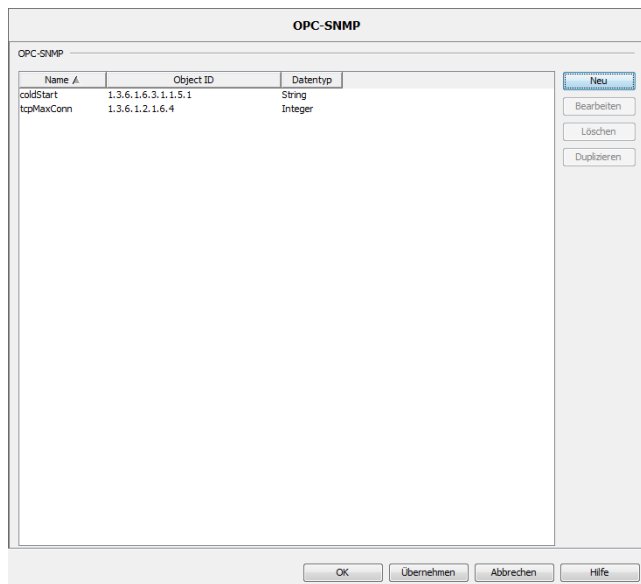 OPC-SNMP
OPC-SNMP
Name Object ID Datentyp
coldStart 1.3.6.1.6.3.1.1.5.1 String
tcpMaxConn 1.3.6.1.2.1.6.4 Integer
Neu
Bearbeiten
Löschen
Duplizieren
OK Übernehmen Abbrechen Hilfe